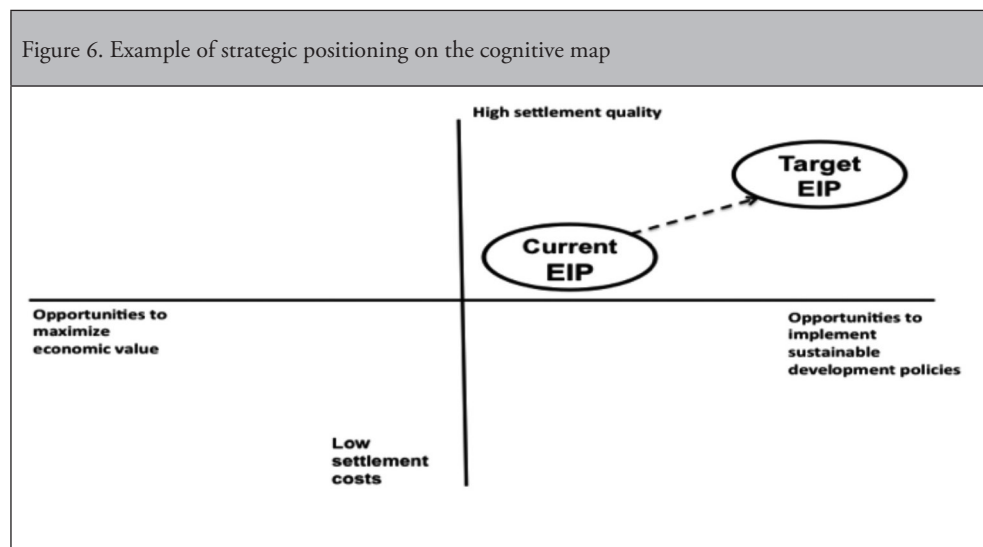 Figure 6. Example of strategic positioning on the cognitive map
High settlement quality
Target
EIP
Current
EIP
Opportunities to
maximize
economic value
Opportunities to
implement
sustainable
development policies
Low
settlement
costs